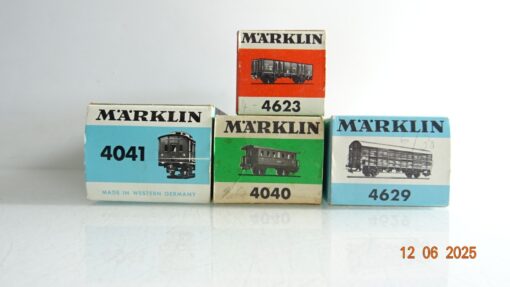 MÄRKLIN
4623
MÄRKLIN
4041
MADE IN WESTERN GERMANY
MÄRKLIN
4040
MÄRKLIN
4629
12 06 2025